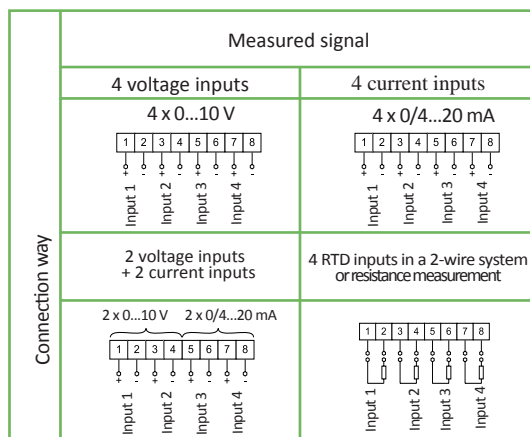 Measured signal
Connection way
4 voltage inputs
4 current inputs
4 x 0...10 V
4 x 0/4...20 mA
1 2 3 4 5 6 7 8
1 2 3 4 5 6 7 8
+ - + - + - + -
+ - + - + - + -
Input 1 Input 2 Input 3 Input 4
Input 1 Input 2 Input 3 Input 4
2 voltage inputs
+ 2 current inputs
4 RTD inputs in a 2-wire system
or resistance measurement
2 x 0...10 V 2 x 0/4...20 mA
1 2 3 4 5 6 7 8
1 2 3 4 5 6 7 8
+ - + - + - + -
Input 1 Input 2 Input 3 Input 4
Input 1 Input 2 Input 3 Input 4